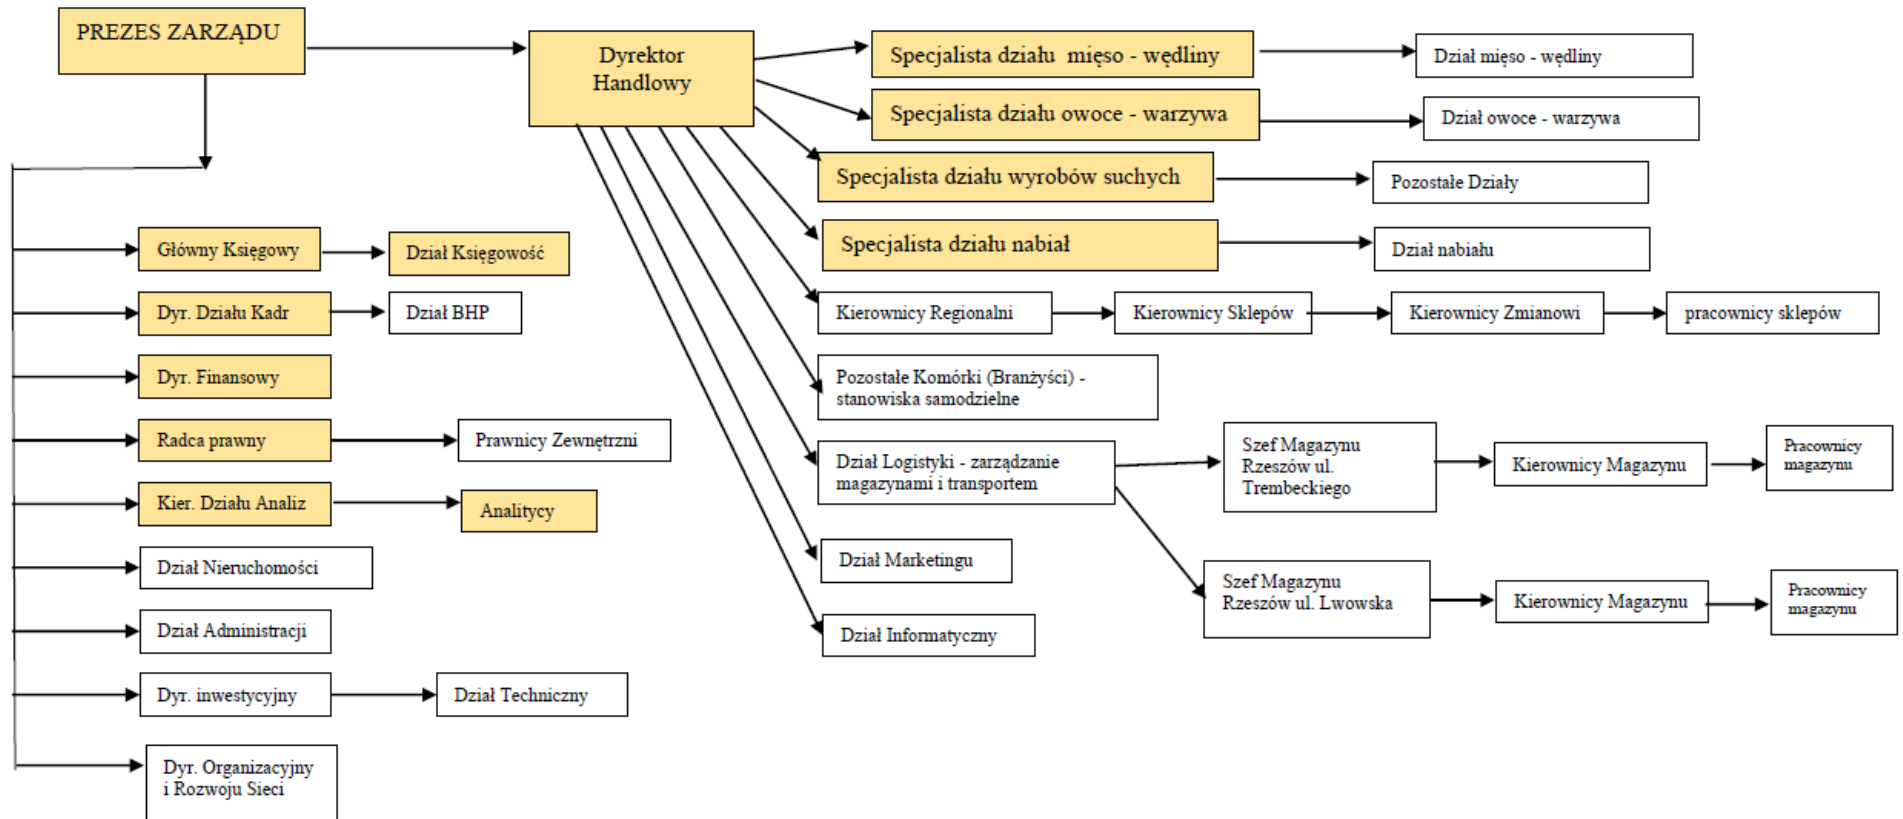 PREZES ZARZĄDU
Dyrektor
Handlowy
Specjalista działu  mięso - wędliny
Dział mięso - wędliny
Specjalista działu owoce - warzywa
Dział owoce - warzywa
Specjalista działu wyrobów suchych
Pozostałe Działy
Specjalista działu nabiał
Dział nabiału
Główny Księgowy
Dział Księgowość
Dyr. Działu Kadr
Dział BHP
Kierownicy Regionalni
Kierownicy Sklepów
Kierownicy Zmianowi
pracownicy sklepów
Dyr. Finansowy
Pozostałe Komórki (Branżyści) -
stanowiska samodzielne
Radca prawny
Prawnicy Zewnętrzni
Dział Logistyki - zarządzanie
magazynami i transportem
Szef Magazynu
Rzeszów ul.
Trembeckiego
Kierownicy Magazynu
Pracownicy
magazynu
Kier. Działu Analiz
Analitycy
Dział Nieruchomości
Dział Marketingu
Szef Magazynu
Rzeszów ul. Lwowska
Kierownicy Magazynu
Pracownicy
magazynu
Dział Administracji
Dział Informatyczny
Dyr. inwestycyjny
Dział Techniczny
Dyr. Organizacyjny
i Rozwoju Sieci